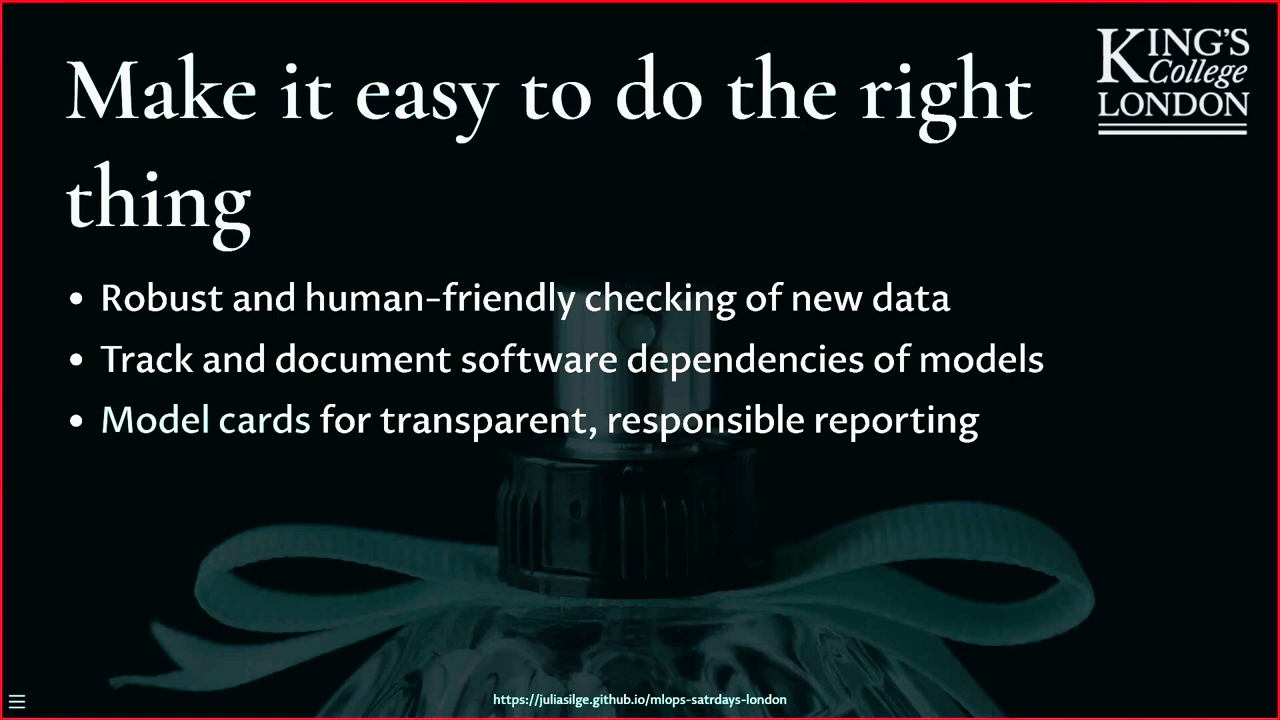 Make it easy to do the right
thing
KING'S
College
LONDON
• Robust and human-friendly checking of new data
• Track and document software dependencies of models
• Model cards for transparent, responsible reporting
https://juliasilge.github.io/mlops-satrdays-london